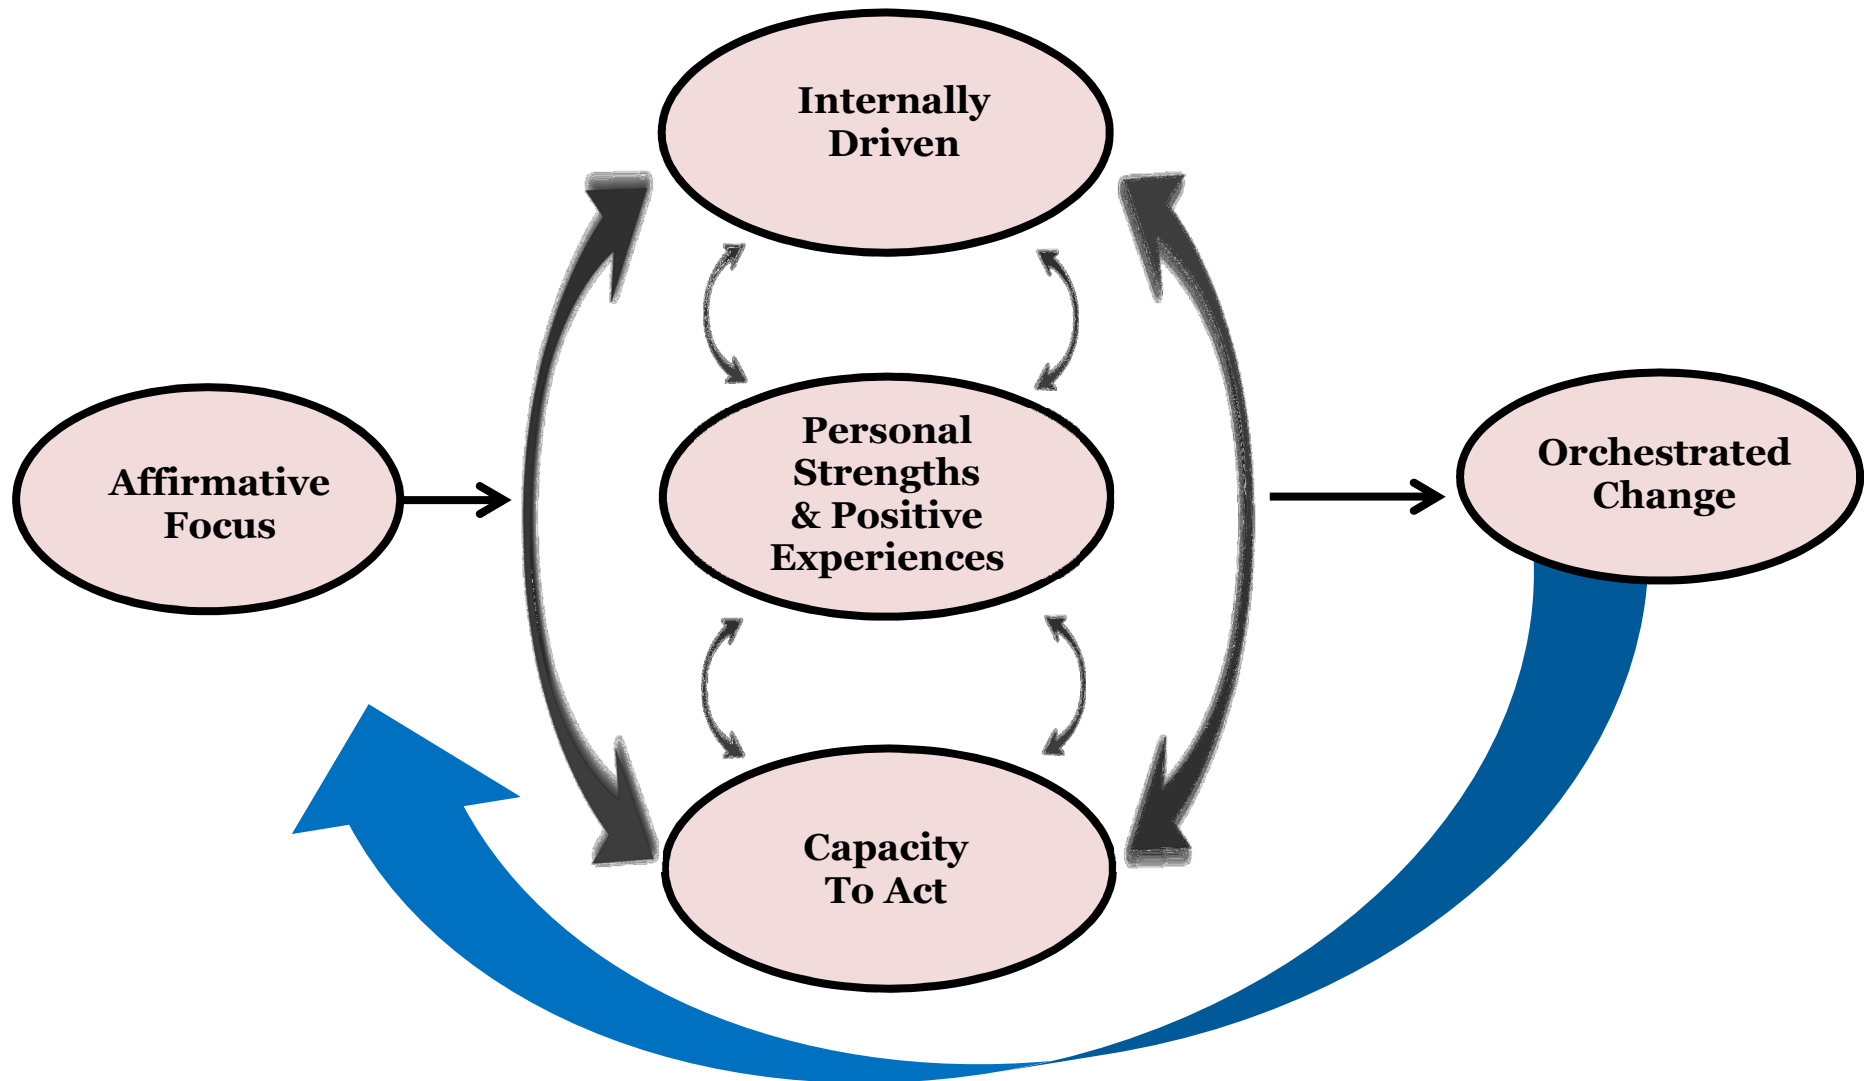 Internally
Driven
Affirmative
Focus
Personal
Strengths
& Positive
Experiences
Orchestrated
Change
Capacity
To Act